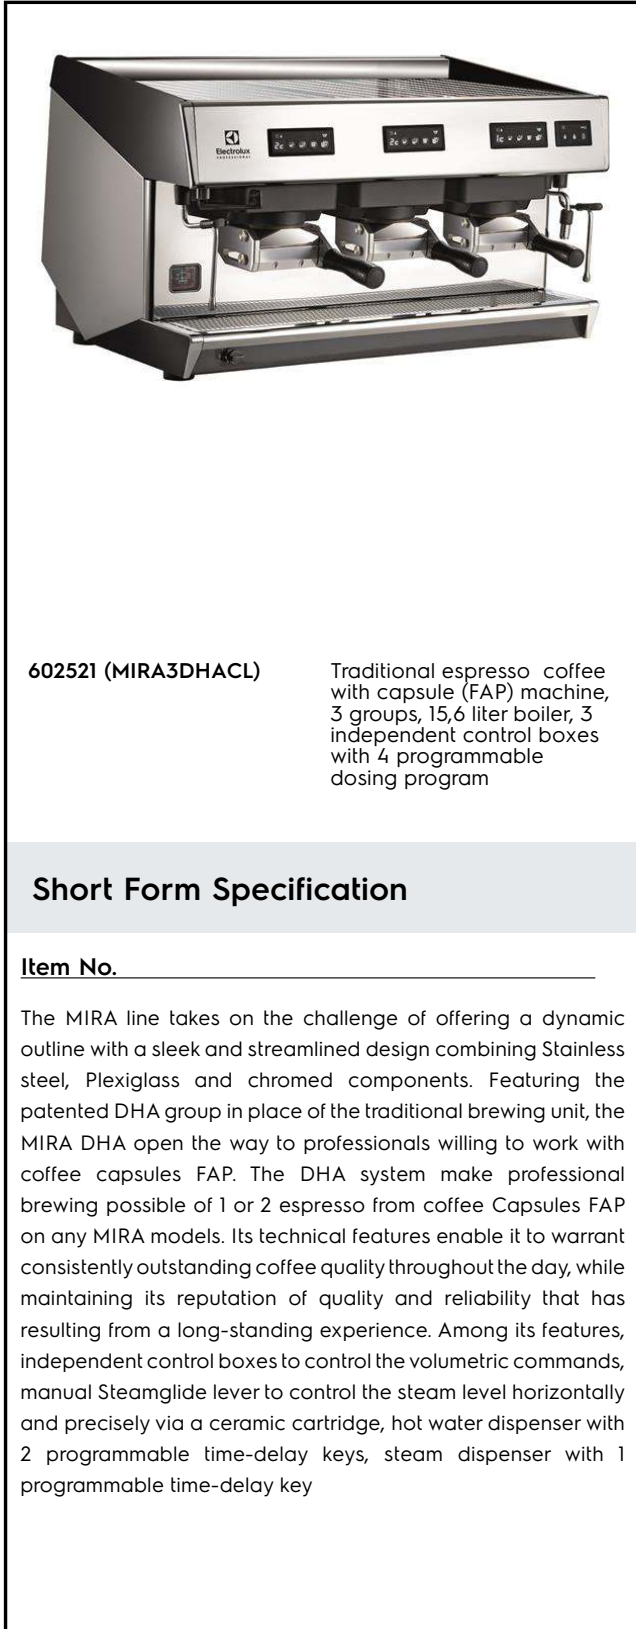 Electrolux
PROFESSIONAL
602521 (MIRA3DHACL)
Traditional espresso coffee
with capsule (FAP) machine,
3 groups, 15,6 liter boiler, 3
independent control boxes
with 4 programmable
dosing program
Short Form Specification
Item No.
The MIRA line takes on the challenge of offering a dynamic
outline with a sleek and streamlined design combining Stainless
steel, Plexiglass and chromed components. Featuring the
patented DHA group in place of the traditional brewing unit, the
MIRA DHA open the way to professionals willing to work with
coffee capsules FAP. The DHA system make professional
brewing possible of 1 or 2 espresso from coffee Capsules FAP
on any MIRA models. Its technical features enable it to warrant
consistently outstanding coffee quality throughout the day, while
maintaining its reputation of quality and reliability that has
resulting from a long-standing experience. Among its features,
independent control boxes to control the volumetric commands,
manual Steamglide lever to control the steam level horizontally
and precisely via a ceramic cartridge, hot water dispenser with
2 programmable time-delay keys, steam dispenser with 1
programmable time-delay key